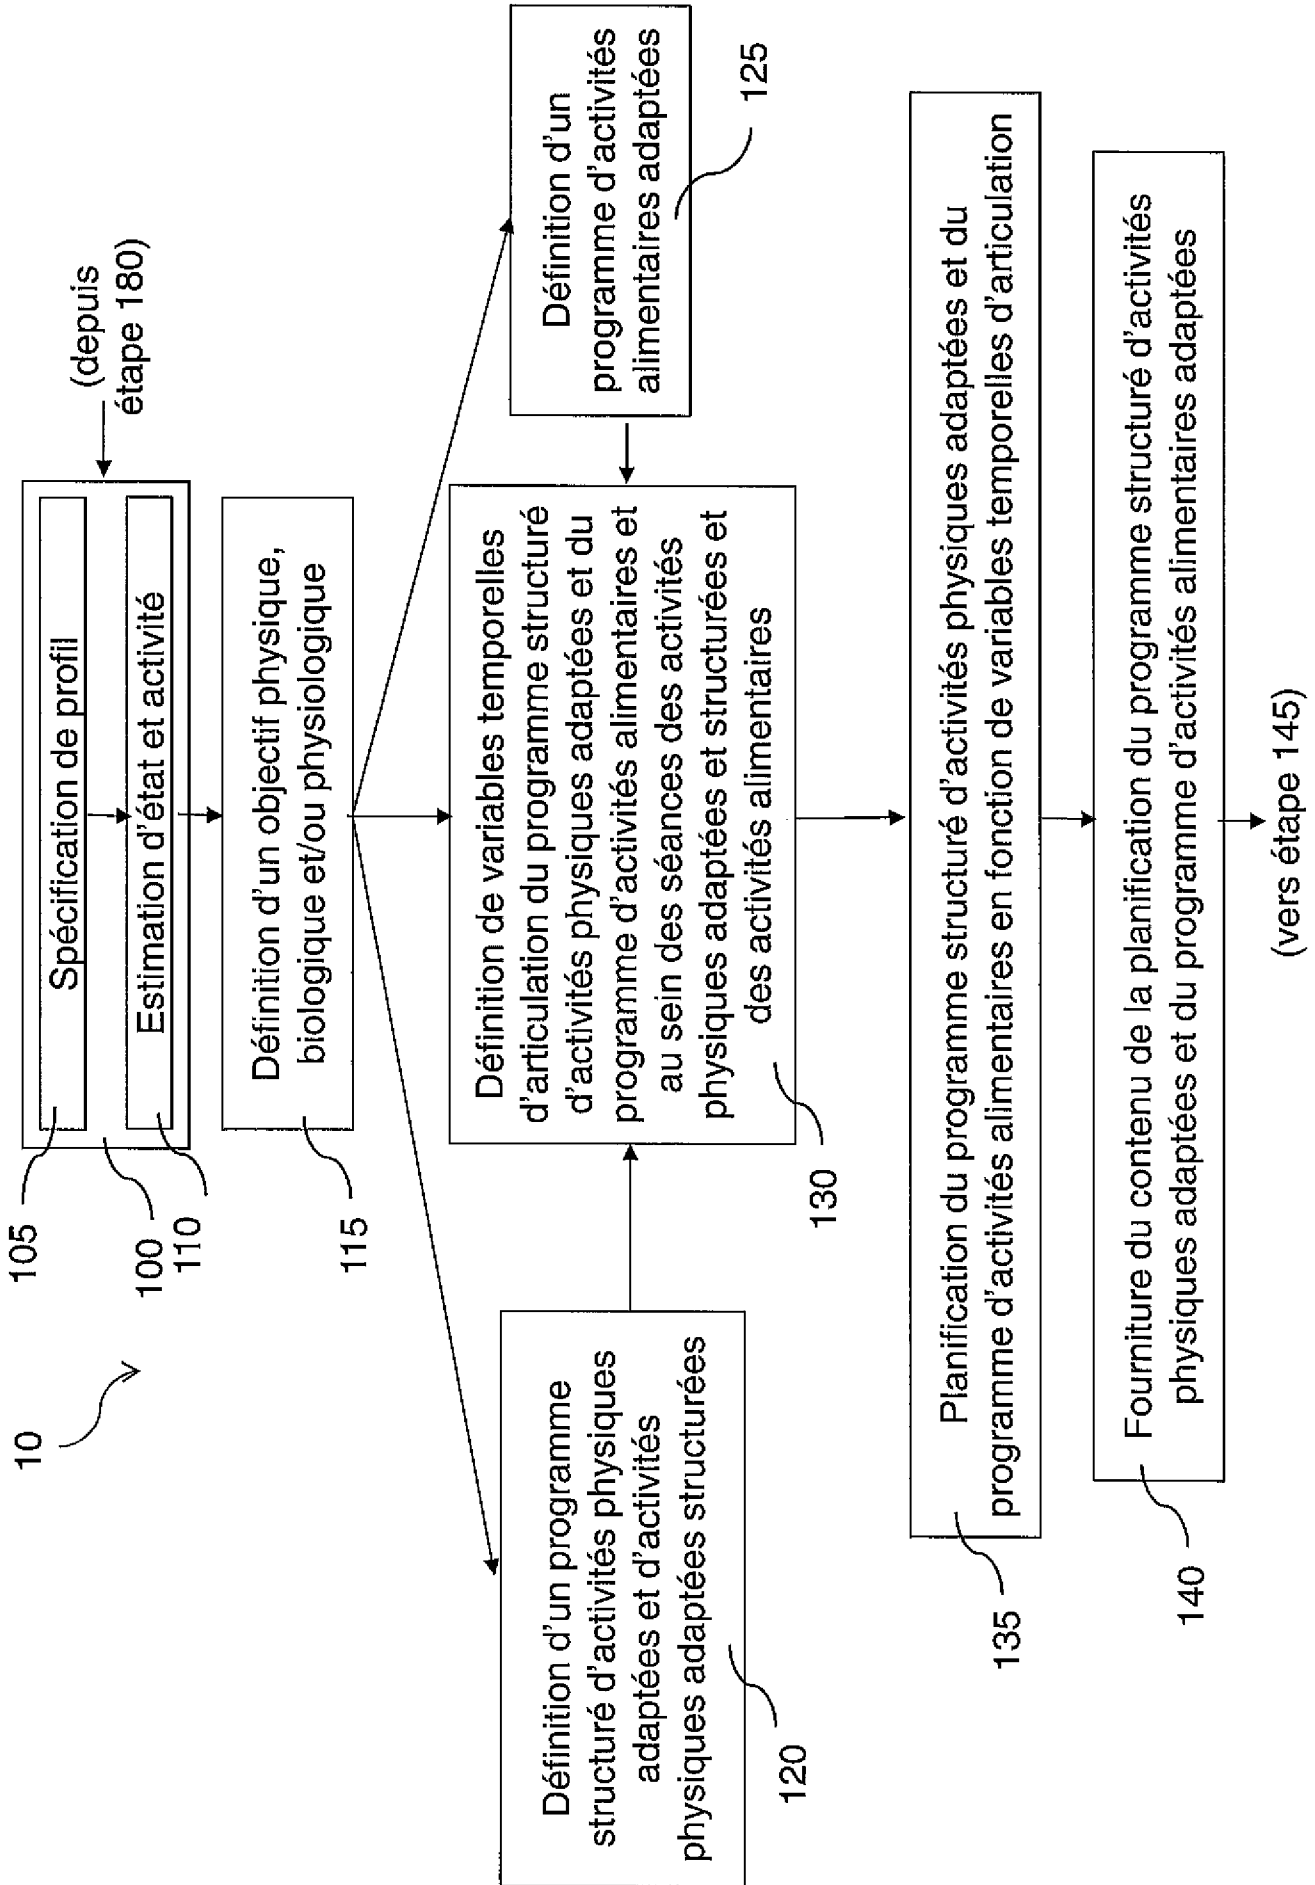 10
105
100
110
Spécification de profil
Estimation d'état et activité
(depuis
étape 180)
115
Définition d'un objectif physique,
biologique et/ou physiologique
Définition d'un programme
structuré d'activités physiques
adaptées et d'activités
physiques adaptées structurées
120
Définition de variables temporelles
d'articulation du programme structuré
d'activités physiques adaptées et du
programme d'activités alimentaires et
au sein des séances des activités
physiques adaptées et structurées et
des activités alimentaires
130
Définition d'un
programme d'activités
alimentaires adaptées
125
Planification du programme structuré d'activités physiques adaptées et du
programme d'activités alimentaires en fonction de variables temporelles d'articulation
135
Fourniture du contenu de la planification du programme structuré d'activités
physiques adaptées et du programme d'activités alimentaires adaptées
140
(vers étape 145)